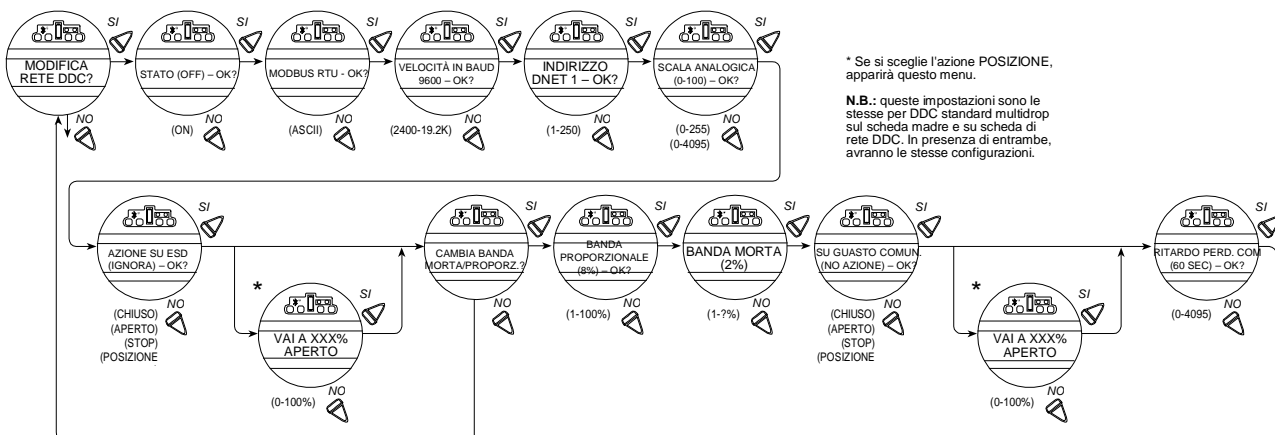 SI
SI
SI
SI
SI
SI
MODIFICA
RETE DDC?
STATO (OFF) – OK?
MODBUS RTU - OK?
VELOCITÀ IN BAUD
9600 – OK?
INDIRIZZO
DNET 1 – OK?
SCALA ANALOGICA
(0-100) – OK?
NO
NO
NO
NO
NO
NO
(ON)
(ASCII)
(2400-19.2K)
(1-250)
(0-255)
(0-4095)
* Se si sceglie l'azione POSIZIONE,
apparirà questo menu.
N.B.: queste impostazioni sono le
stesse per DDC standard multidrop
sul scheda madre e su scheda di
rete DDC. In presenza di entrambe,
avranno le stesse configurazioni.
SI
SI
SI
SI
SI
SI
AZIONE SU ESD
(IGNORA) – OK?
CAMBIA BANDA
MORTA/PROPORZ.?
BANDA
PROPORZIONALE
(8%) – OK?
BANDA MORTA
(2%)
SU GUASTO COMUN.
(NO AZIONE) – OK?
RITARDO PERD. COM
(60 SEC) – OK?
NO
NO
NO
NO
NO
NO
(CHIUSO)
(APERTO)
(STOP)
(POSIZIONE
*
SI
VAI A XXX%
APERTO
NO
(0-100%)
(1-100%)
(1-?%)
(CHIUSO)
(APERTO)
(STOP)
(POSIZIONE
*
SI
VAI A XXX%
APERTO
NO
(0-100%)
(0-4095)